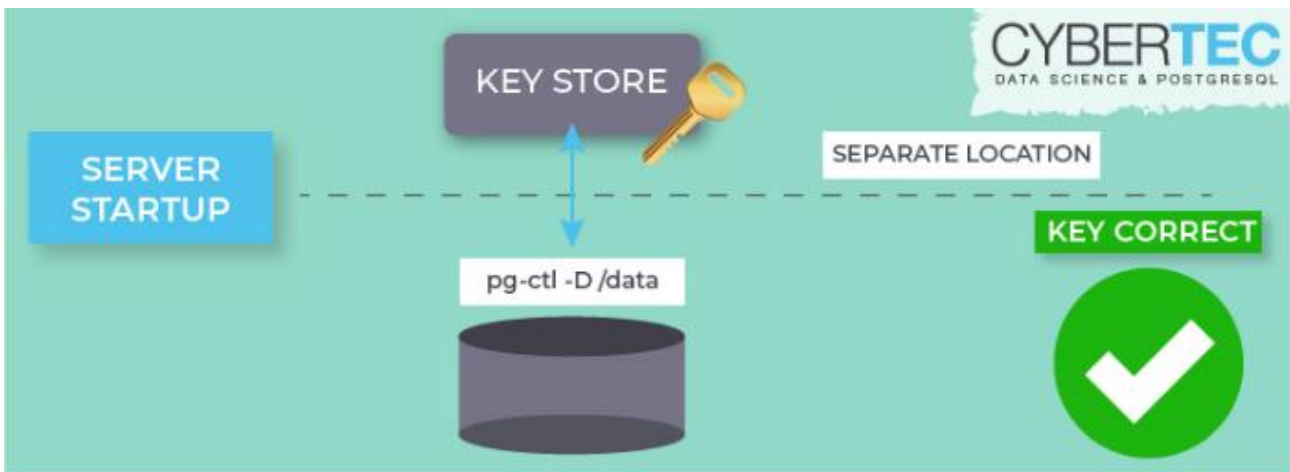 CYBERTEC
DATA SCIENCE & POSTGRESQL
KEY STORE
SEPARATE LOCATION
SERVER
STARTUP
KEY CORRECT
pg-ctl -D /data